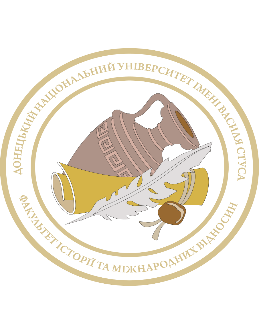 ДОНЕЦЬКИЙ НАЦІОНАЛЬНИЙ УНІВЕРСИТЕТ ІМЕНІ ВАСИЛЯ СТУСА
ФАКУЛЬТЕТ ІСТОРІЇ ТА МІЖНАРОДНИХ ВІДНОСИН